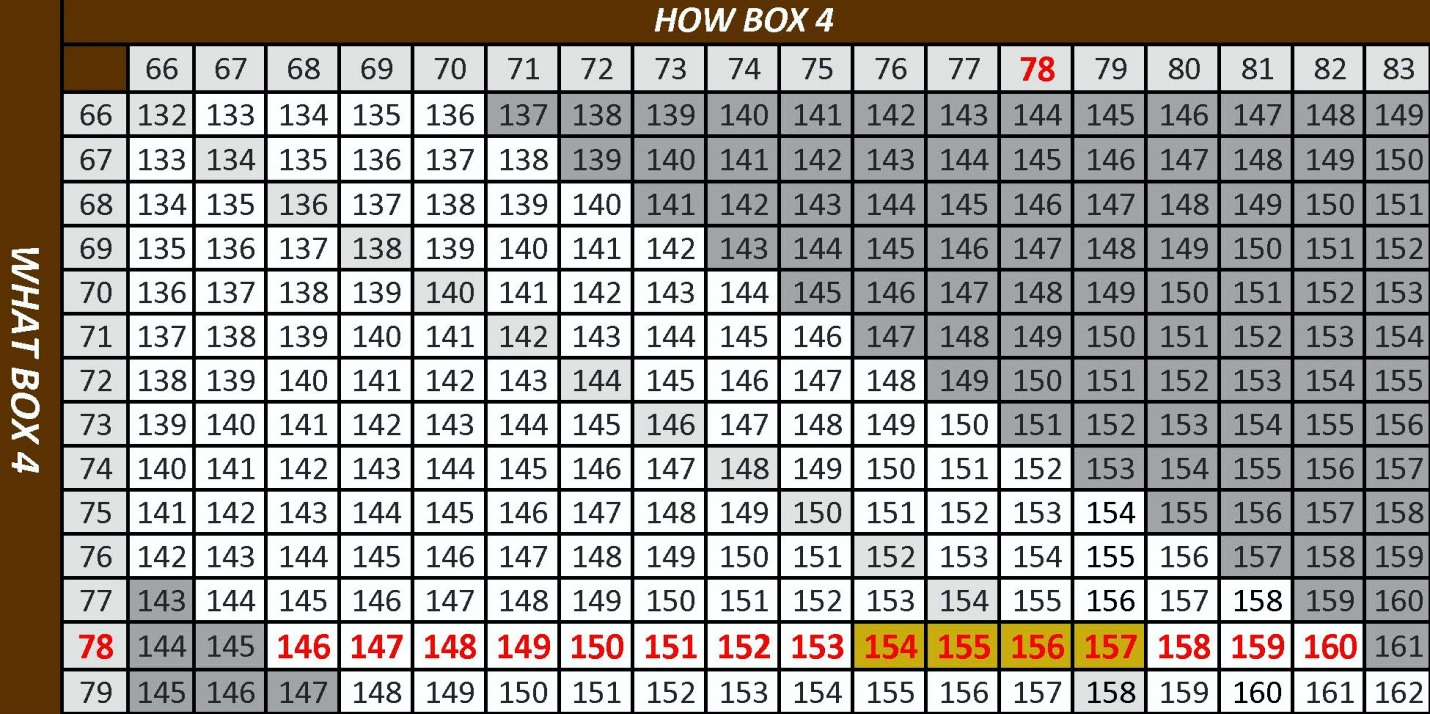 HOW BOX 4
WHAT BOX 4
66 67 68 69 70 71 72 73 74 75 76 77 78 79 80 81 82 83
66 132 133 134 135 136 137 138 139 140 141 142 143 144 145 146 147 148 149
67 133 134 135 136 137 138 139 140 141 142 143 144 145 146 147 148 149 150
68 134 135 136 137 138 139 140 141 142 143 144 145 146 147 148 149 150 151
69 135 136 137 138 139 140 141 142 143 144 145 146 147 148 149 150 151 152
70 136 137 138 139 140 141 142 143 144 145 146 147 148 149 150 151 152 153
71 137 138 139 140 141 142 143 144 145 146 147 148 149 150 151 152 153 154
72 138 139 140 141 142 143 144 145 146 147 148 149 150 151 152 153 154 155
73 139 140 141 142 143 144 145 146 147 148 149 150 151 152 153 154 155 156
74 140 141 142 143 144 145 146 147 148 149 150 151 152 153 154 155 156 157
75 141 142 143 144 145 146 147 148 149 150 151 152 153 154 155 156 157 158
76 142 143 144 145 146 147 148 149 150 151 152 153 154 155 156 157 158 159
77 143 144 145 146 147 148 149 150 151 152 153 154 155 156 157 158 159 160
78 144 145 146 147 148 149 150 151 152 153 154 155 156 157 158 159 160 161
79 145 146 147 148 149 150 151 152 153 154 155 156 157 158 159 160 161 162